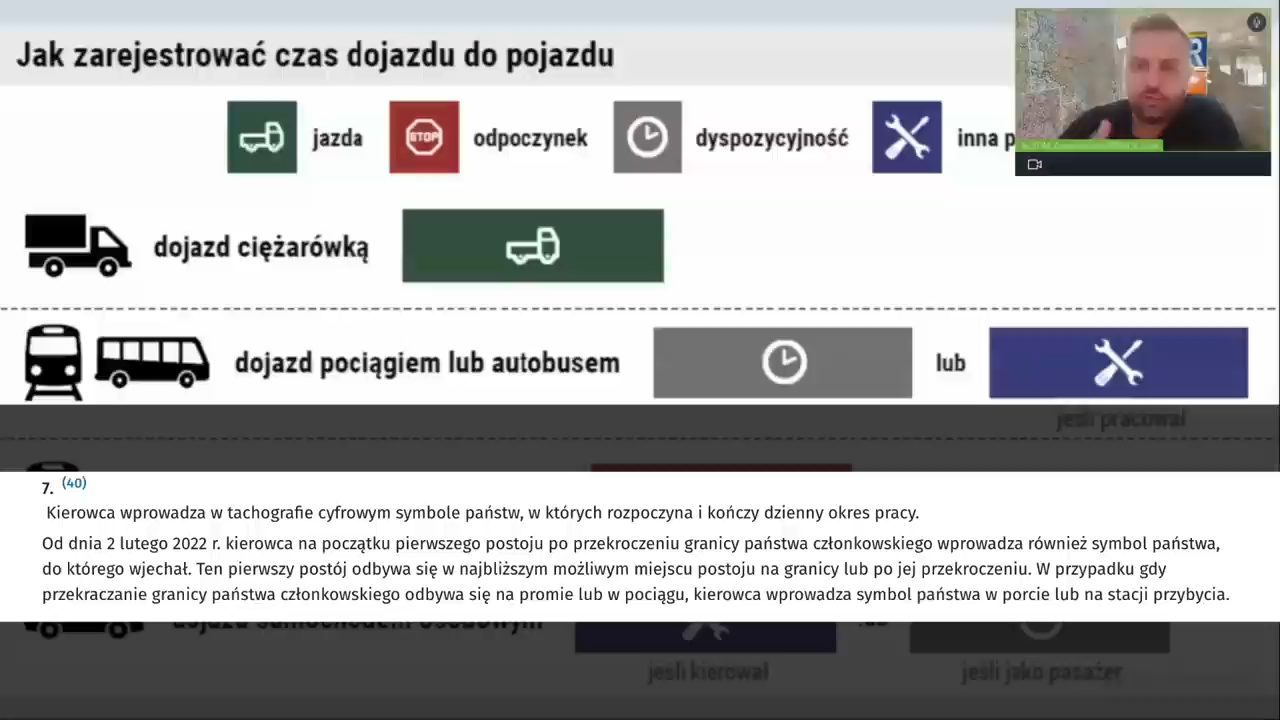 Jak zarejestrować czas dojazdu do pojazdu
jazda
STOP
odpoczynek
dyspozycyjność
inna p
R
dojazd ciężarówką
dojazd pociągiem lub autobusem
lub
jeśli pracował
7. (40)
Kierowca wprowadza w tachografie cyfrowym symbole państw, w których rozpoczyna i kończy dzienny okres pracy.
Od dnia 2 lutego 2022 r. kierowca na początku pierwszego postoju po przekroczeniu granicy państwa członkowskiego wprowadza również symbol państwa,
do którego wjechał. Ten pierwszy postój odbywa się w najbliższym możliwym miejscu postoju na granicy lub po jej przekroczeniu. W przypadku gdy
przekraczanie granicy państwa członkowskiego odbywa się na promie lub w pociągu, kierowca wprowadza symbol państwa w porcie lub na stacji przybycia.
dojazd samochodem osobowym
jeśli kierował
jeśli jako pasażer